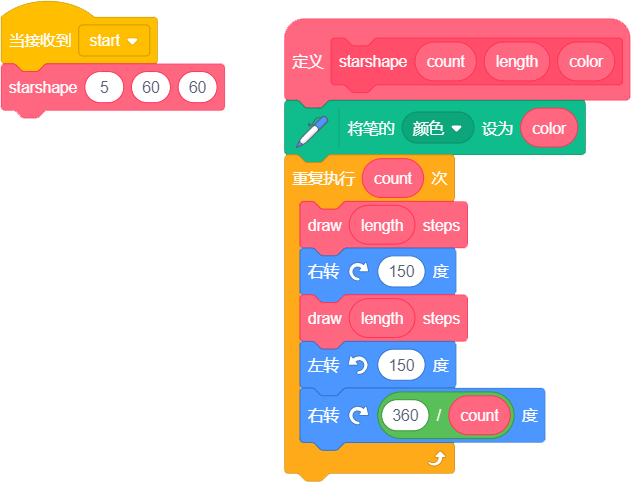 当接收到 start
starshape 5 60 60
定义 starshape count length color
将笔的 颜色 设为 color
重复执行 count 次
draw length steps
右转 150 度
draw length steps
左转 150 度
右转 360 / count 度